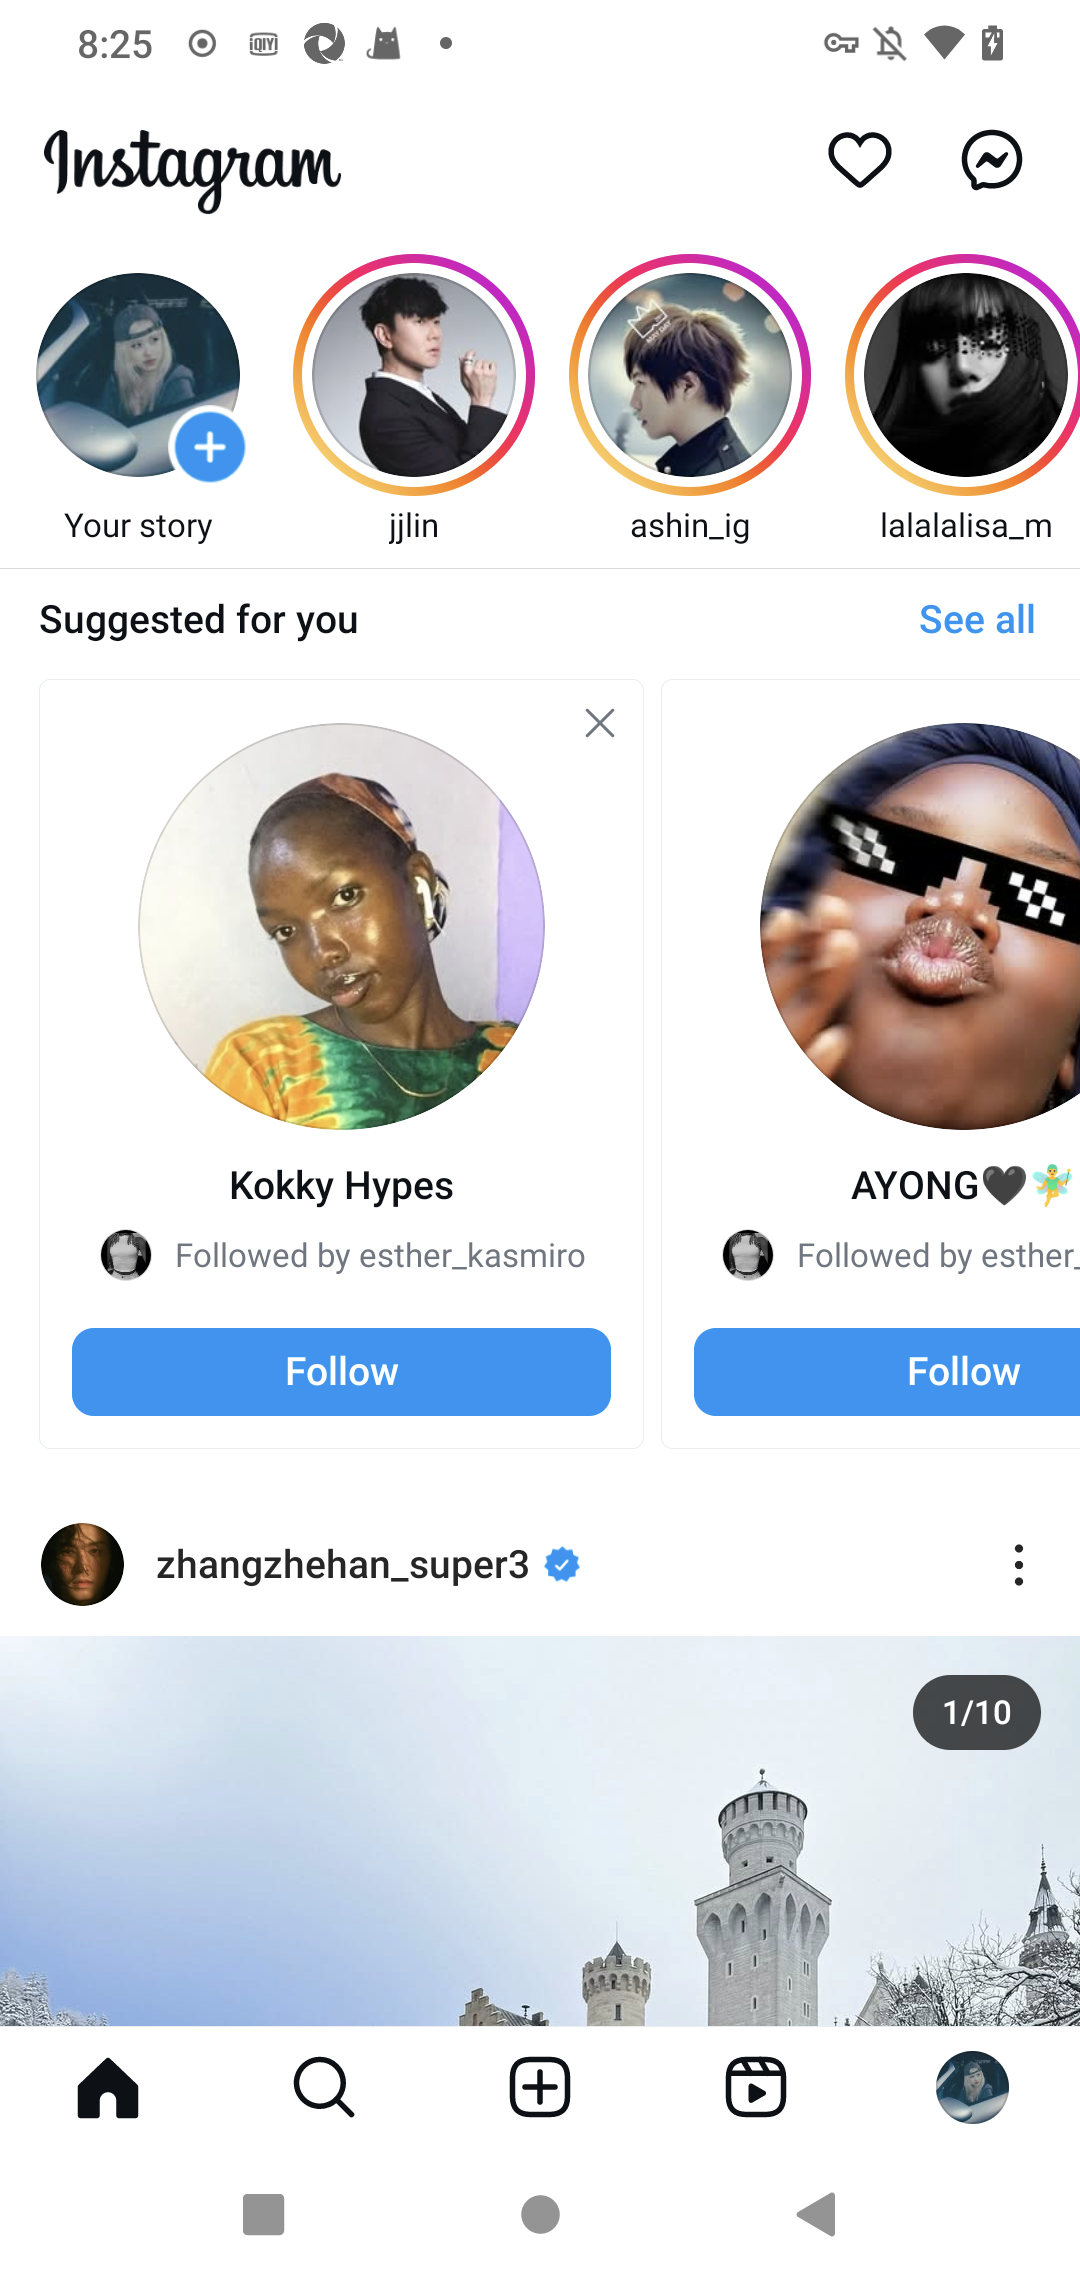 8:25
Instagram
Your story
jjlin
ashin_ig
lalalalisa_m
Suggested for you
See all
Kokky Hypes
AYONG🖤🧚‍♂️
Followed by esther_kasmiro
Followed by esther_
Follow
Follow
zhangzhehan_super3
1/10